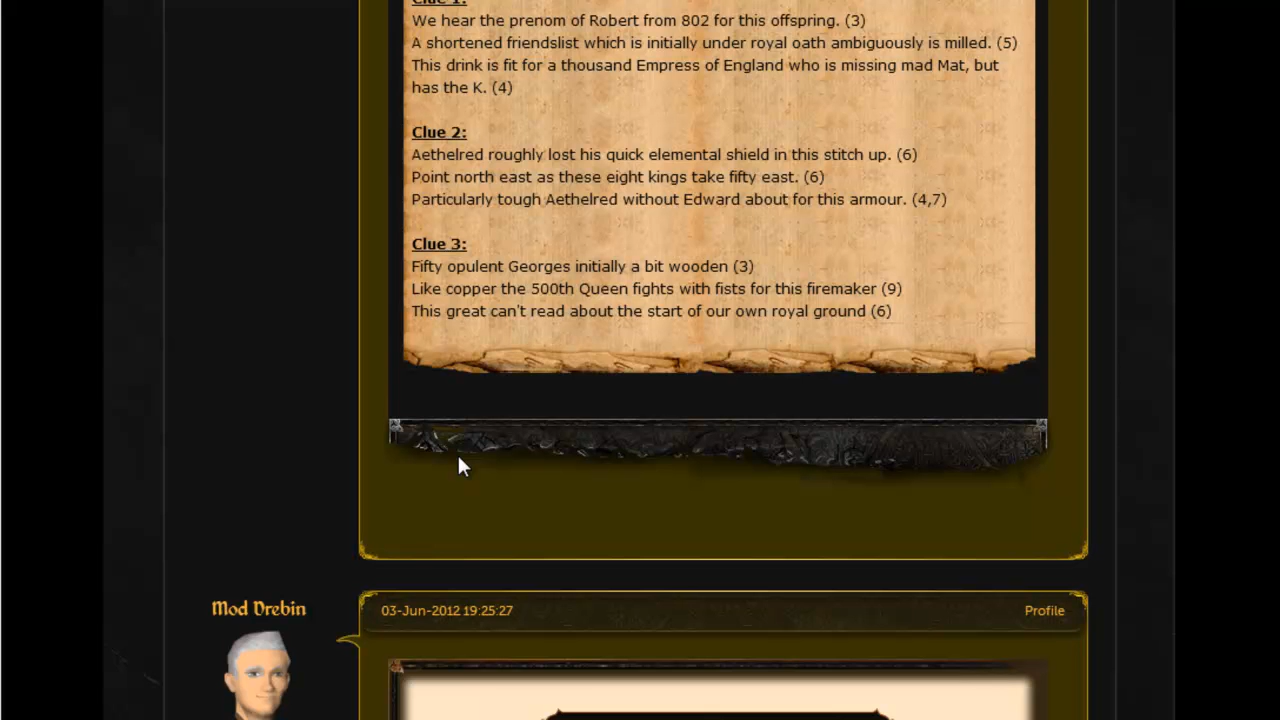 Clue 1:
We hear the prenom of Robert from 802 for this offspring. (3)
A shortened friendslist which is initially under royal oath ambiguously is milled. (5)
This drink is fit for a thousand Empress of England who is missing mad Mat, but
has the K. (4)
Clue 2:
Aethelred roughly lost his quick elemental shield in this stitch up. (6)
Point north east as these eight kings take fifty east. (6)
Particularly tough Aethelred without Edward about for this armour. (4,7)
Clue 3:
Fifty opulent Georges initially a bit wooden (3)
Like copper the 500th Queen fights with fists for this firemaker (9)
This great can't read about the start of our own royal ground (6)
Mod Drebin
03-Jun-2012 19:25:27
Profile